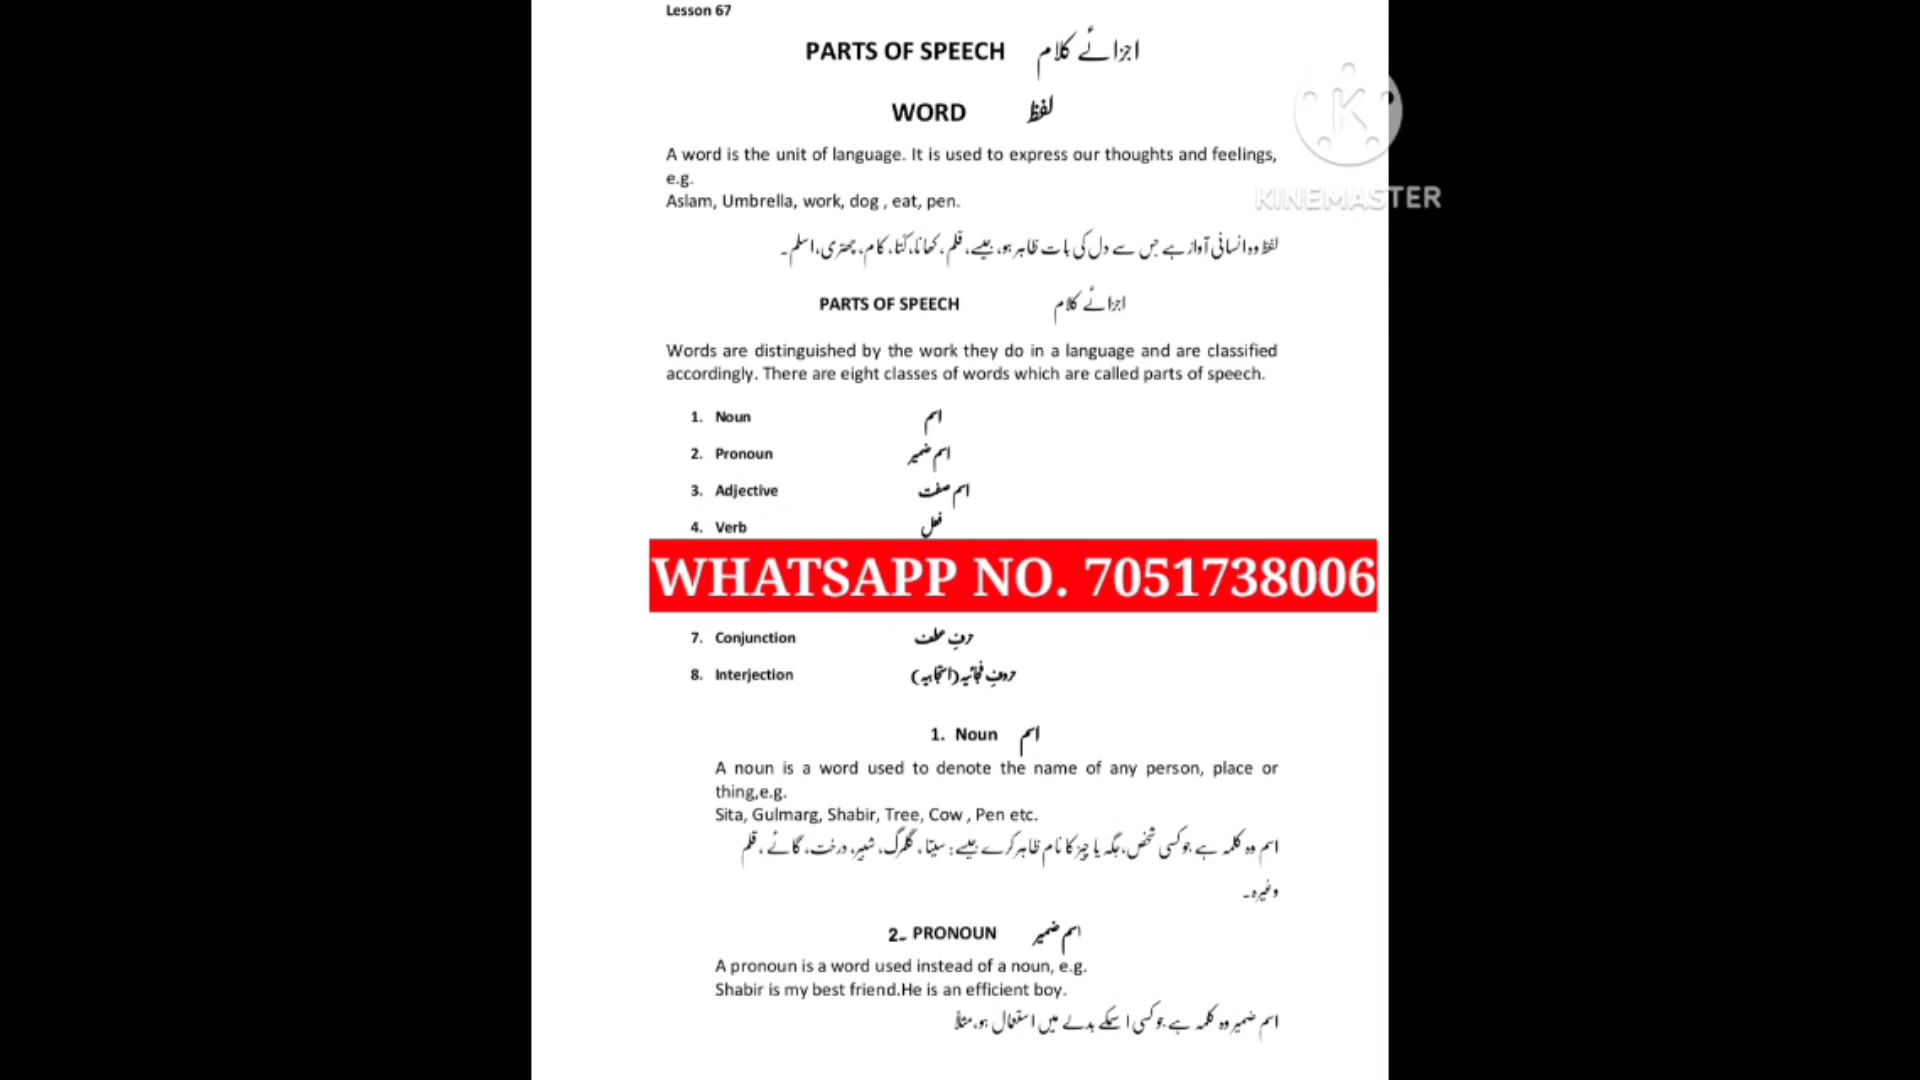 Lesson 67
PARTS OF SPEECH اجزائے کلام
WORD لفظ
A word is the unit of language. It is used to express our thoughts and feelings,
e.g.
Aslam, Umbrella, work, dog , eat, pen.
لفظ وہ انسانی آواز ہے جس سے دل کی بات ظاہر ہو، جیسے، قلم، کھانا، کُتا، کام، چھتری، اسلم۔
PARTS OF SPEECH اجزائے کلام
Words are distinguished by the work they do in a language and are classified
accordingly. There are eight classes of words which are called parts of speech.
1. Noun اسم
2. Pronoun اسم ضمیر
3. Adjective اسم صفت
4. Verb فعل
WHATSAPP NO. 7051738006
7. Conjunction حرفِ عطف
8. Interjection حروفِ فجائیہ (استجابیہ)
1. Noun اسم
A noun is a word used to denote the name of any person, place or
thing,e.g.
Sita, Gulmarg, Shabir, Tree, Cow , Pen etc.
اسم وہ کلمہ ہے جو کسی شخص، جگہ یا چیز کا نام ظاہر کرے جیسے: سیتا، گلمرگ، شبیر، درخت، گائے ، قلم
وغیرہ۔
2- PRONOUN اسم ضمیر
A pronoun is a word used instead of a noun, e.g.
Shabir is my best friend.He is an efficient boy.
اسم ضمیر وہ کلمہ ہے جو کسی اسکے بدلے میں استعمال ہو، مثلاً
K
KINEMASTER